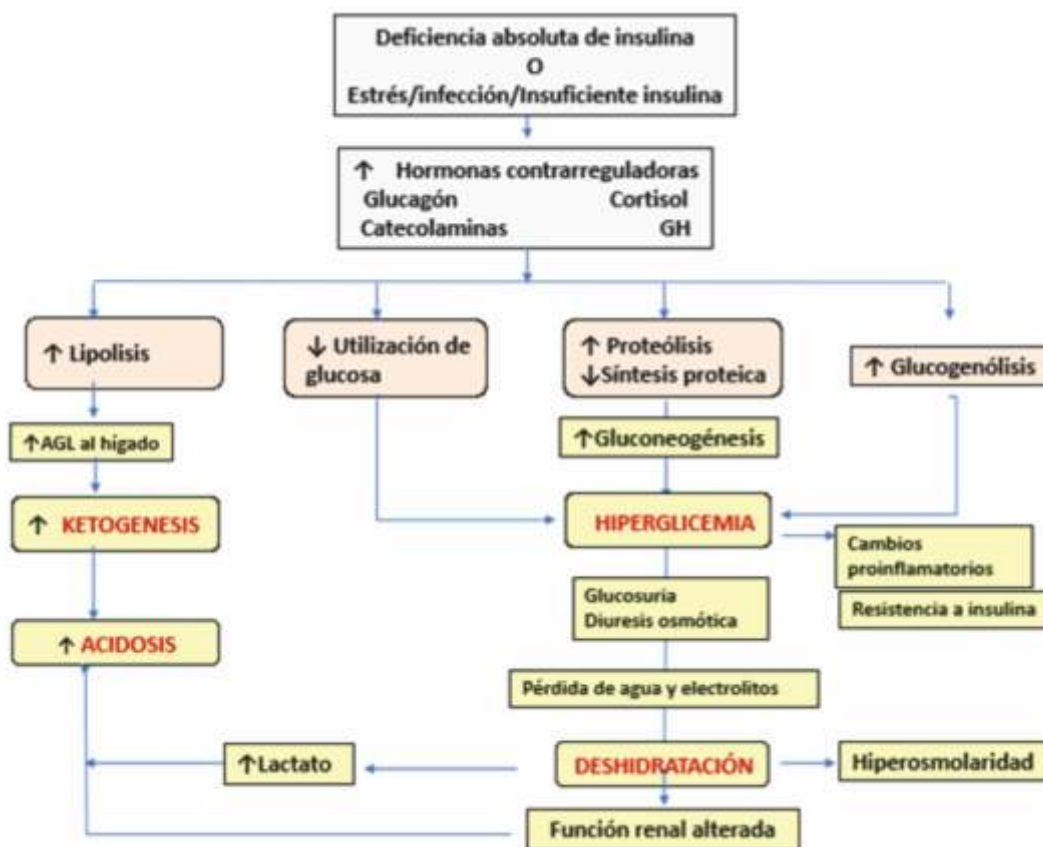 Deficiencia absoluta de insulina
O
Estrés/infección/Insuficiente insulina
↑ Hormonas contrarreguladoras
Glucagón Cortisol
Catecolaminas GH
↑ Lipolisis
↓ Utilización de
glucosa
↑ Proteólisis
↓Síntesis proteica
↑ Glucogenólisis
↑AGL al hígado
↑Gluconeogénesis
↑ KETOGENESIS
HIPERGLICEMIA
Cambios
proinflamatorios
Resistencia a insulina
Glucosuria
Diuresis osmótica
↑ ACIDOSIS
Pérdida de agua y electrolitos
↑Lactato
DESHIDRATACIÓN
Hiperosmolaridad
Función renal alterada